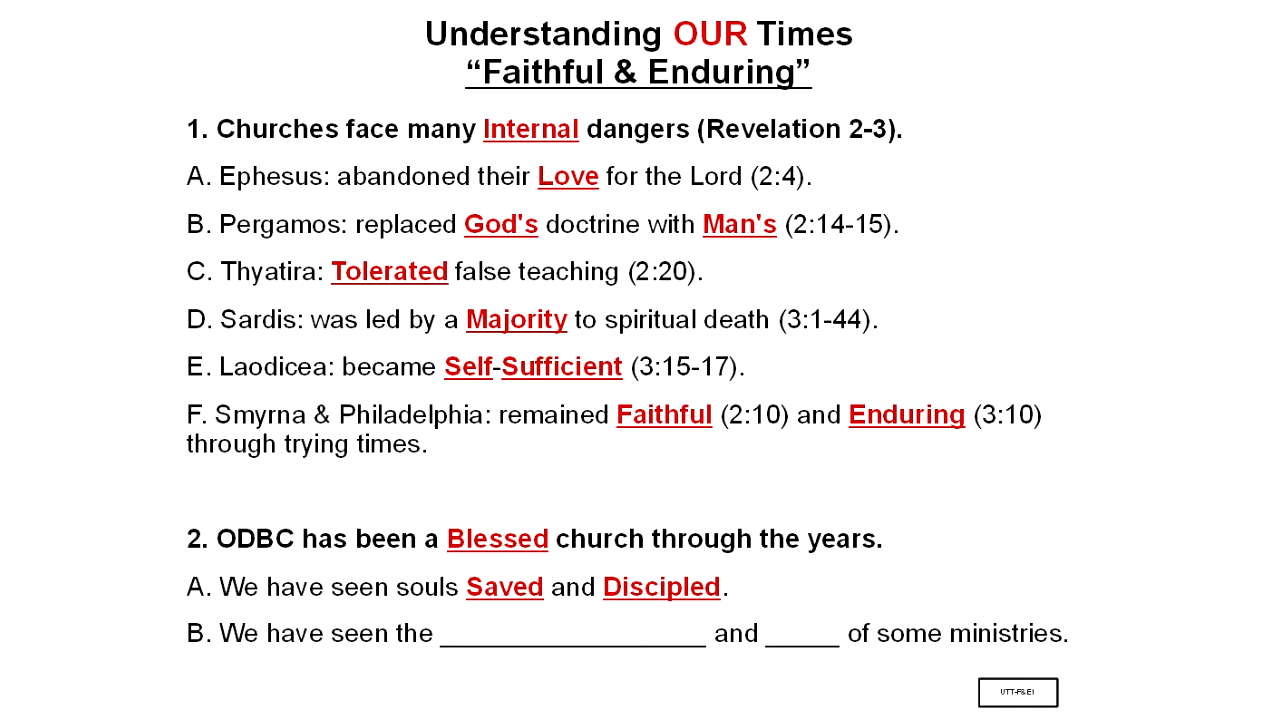 Understanding OUR Times
“Faithful & Enduring”
1. Churches face many Internal dangers (Revelation 2-3).
A. Ephesus: abandoned their Love for the Lord (2:4).
B. Pergamos: replaced God's doctrine with Man's (2:14-15).
C. Thyatira: Tolerated false teaching (2:20).
D. Sardis: was led by a Majority to spiritual death (3:1-44).
E. Laodicea: became Self-Sufficient (3:15-17).
F. Smyrna & Philadelphia: remained Faithful (2:10) and Enduring (3:10)
through trying times.
2. ODBC has been a Blessed church through the years.
A. We have seen souls Saved and Discipled.
B. We have seen the __________________ and _____ of some ministries.
UTT-F&E1